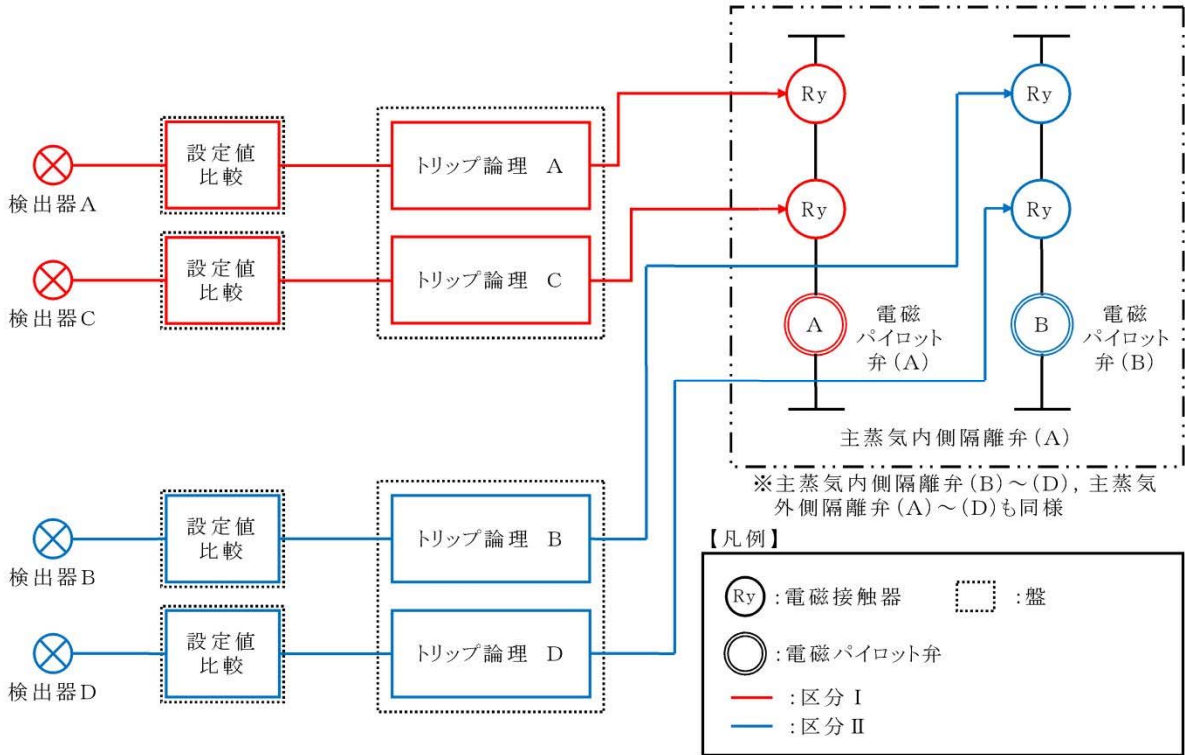 検出器A
設定値
比較
トリップ論理 A
検出器C
設定値
比較
トリップ論理 C
検出器B
設定値
比較
トリップ論理 B
検出器D
設定値
比較
トリップ論理 D
Ry
Ry
Ry
Ry
A
電磁
パイロット
弁(A)
B
電磁
パイロット
弁(B)
主蒸気内側隔離弁(A)
※主蒸気内側隔離弁(B)~(D), 主蒸気
外側隔離弁(A)~(D)も同様
【凡例】
Ry :電磁接触器
:盤
:電磁パイロット弁
:区分Ⅰ
:区分Ⅱ